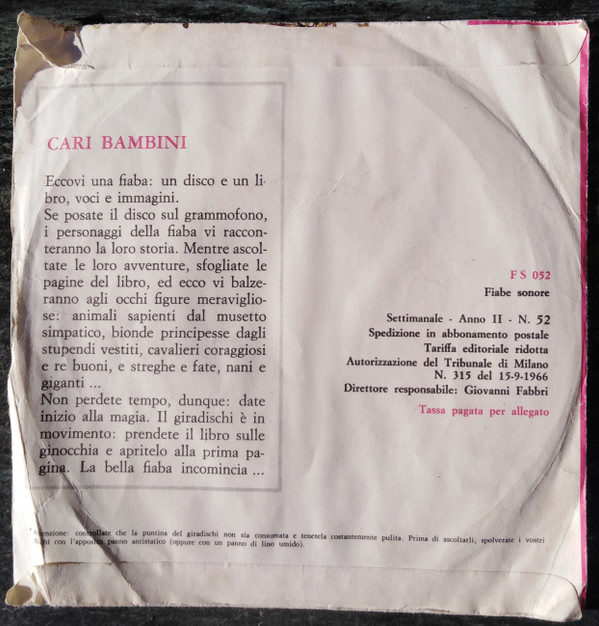 CARI BAMBINI
Eccovi una fiaba: un disco e un li-
bro, voci e immagini.
Se posate il disco sul grammofono,
i personaggi della fiaba vi raccon-
teranno la loro storia. Mentre ascol-
tate le loro avventure, sfogliate le
pagine del libro, ed ecco vi balze-
ranno agli occhi figure meraviglio-
se: animali sapienti dal musetto
simpatico, bionde principesse dagli
stupendi vestiti, cavalieri coraggiosi
e re buoni, e streghe e fate, nani e
giganti ...
Non perdete tempo, dunque: date
inizio alla magia. Il giradischi è in
movimento: prendete il libro sulle
ginocchia e apritelo alla prima pa-
gina. La bella fiaba incomincia ...
FS 052
Fiabe sonore
Settimanale - Anno II - N. 52
Spedizione in abbonamento postale
Tariffa editoriale ridotta
Autorizzazione del Tribunale di Milano
N. 315 del 15-9-1966
Direttore responsabile: Giovanni Fabbri
Tassa pagata per allegato
controllate che la puntina del giradischi non sia consumata e tenetela costantemente pulita. Prima di ascoltarli, spolverate i vostri
con l'apposito panno antistatico (oppure con un panno di lino umido).